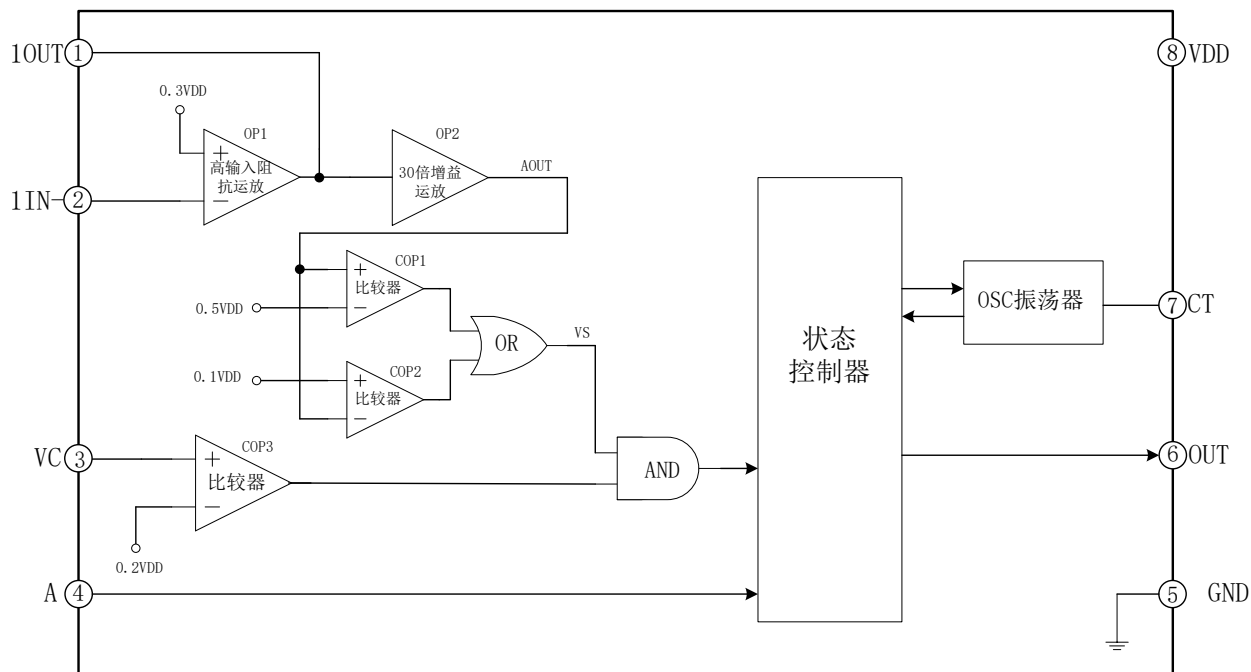 1OUT
1
8
VDD
0.3VDD
OP1
OP2
+
高输入阻
抗运放
−
30倍增益
运放
AOUT
1IN-
2
COP1
+
比较器
−
0.5VDD
OSC振荡器
7
CT
OR
VS
状态
控制器
COP2
0.1VDD
+
比较器
−
COP3
VC
3
+
比较器
−
AND
6
OUT
0.2VDD
A
4
5
GND